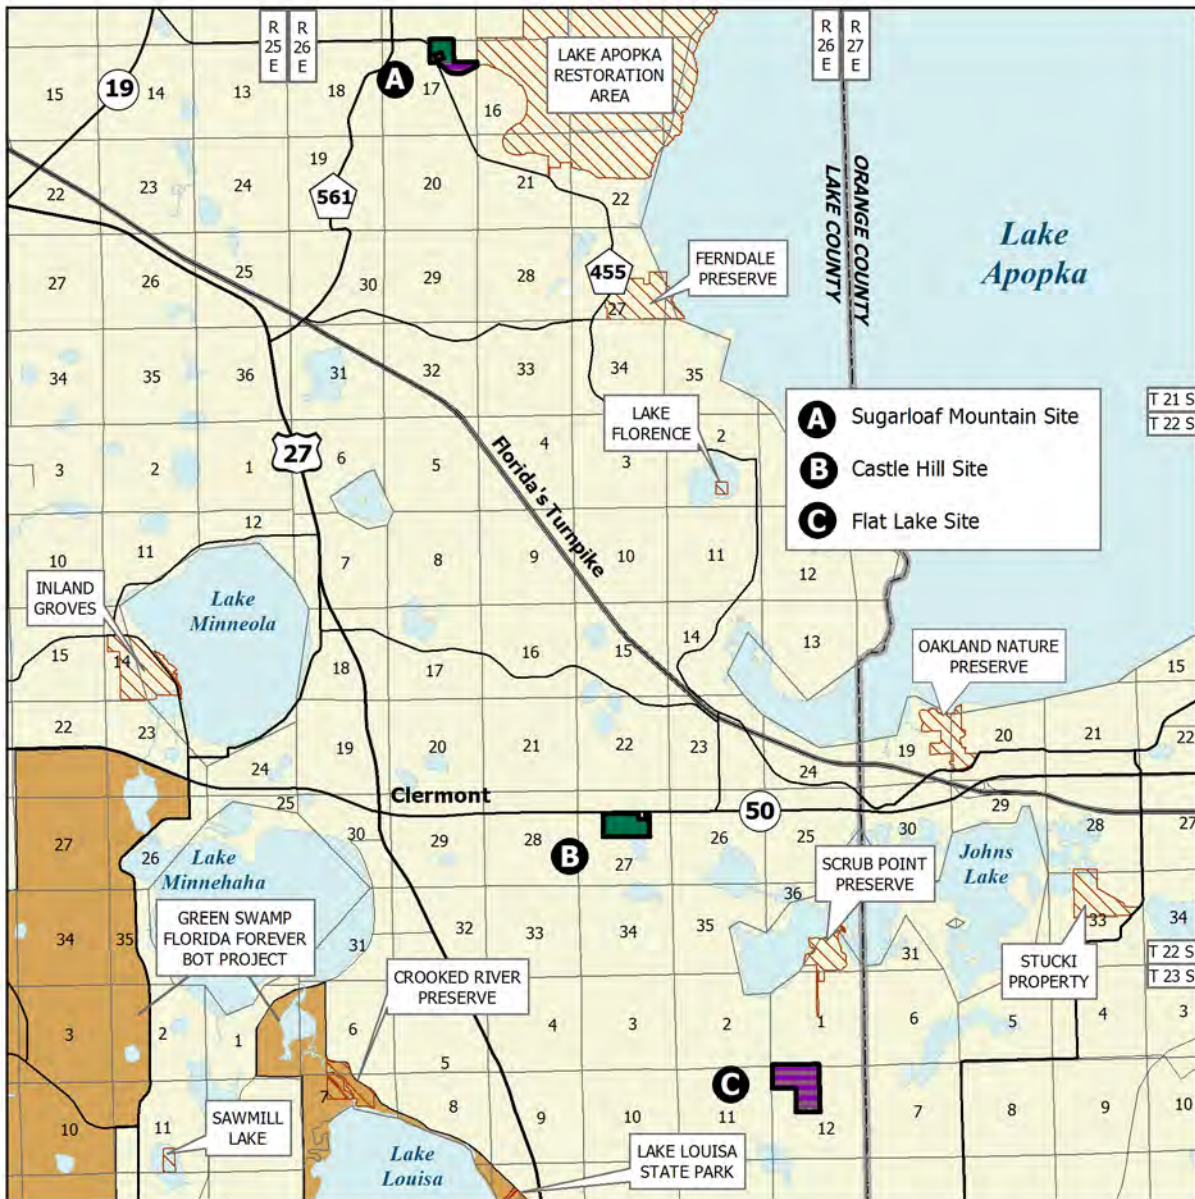 R
25
E
R
26
E
R
26
E
R
27
E
LAKE APOPKA
RESTORATION
AREA
A
19
15
14
13
18
17
16
19
561
22
23
24
20
21
22
ORANGE COUNTY
LAKE COUNTY
Lake
Apopka
FERNDALE
PRESERVE
455
27
26
25
30
29
28
27
34
35
36
31
32
33
34
35
T 21 S
T 22 S
A Sugarloaf Mountain Site
B Castle Hill Site
C Flat Lake Site
LAKE
FLORENCE
27
Florida's Turnpike
3
2
1
6
5
4
3
2
12
10
11
7
8
9
10
11
12
INLAND
GROVES
Lake
Minneola
15
14
18
17
16
15
14
13
OAKLAND NATURE
PRESERVE
15
22
23
24
19
20
21
22
23
24
19
20
21
22
Clermont
50
25
30
29
28
27
26
25
30
29
28
27
B
27
26
Lake
Minnehaha
SCRUB POINT
PRESERVE
Johns
Lake
36
GREEN SWAMP
FLORIDA FOREVER
BOT PROJECT
34
35
31
32
33
34
35
31
33
34
STUCKI
PROPERTY
T 22 S
T 23 S
CROOKED RIVER
PRESERVE
3
2
1
6
5
4
3
2
1
6
5
4
3
C
7
8
9
10
11
12
7
8
9
10
10
11
SAWMILL
LAKE
Lake
Louisa
LAKE LOUISA
STATE PARK